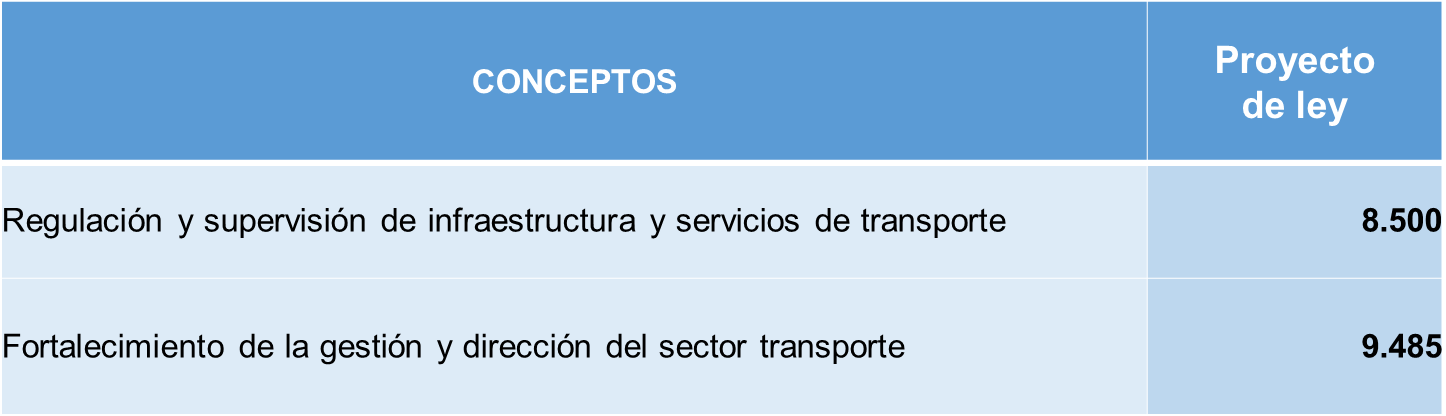 CONCEPTOS
Proyecto
de ley
Regulación y supervisión de infraestructura y servicios de transporte
8.500
Fortalecimiento de la gestión y dirección del sector transporte
9.485